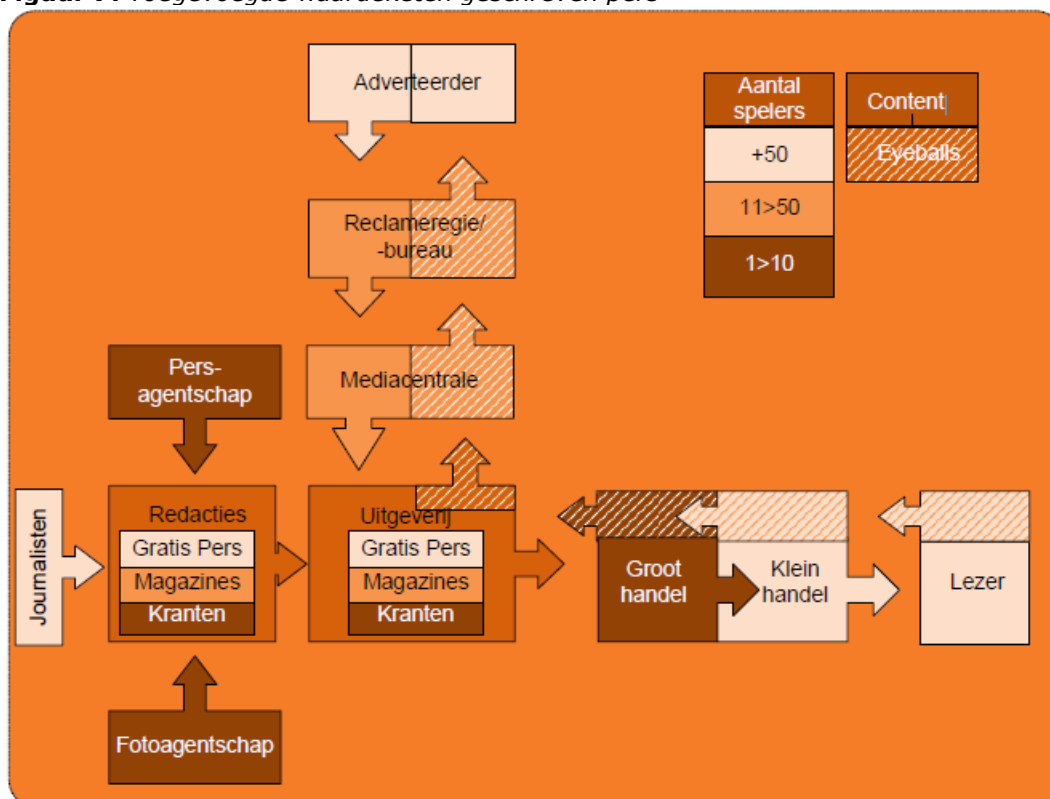 Adverteerder
Aantal
spelers
Content
+50
Eyeballs
11>50
1>10
Reclameregie/
-bureau
Pers-
agentschap
Mediacentrale
Journalisten
Redacties
Gratis Pers
Magazines
Kranten
Uitgeverij
Gratis Pers
Magazines
Kranten
Groot
handel
Klein
handel
Lezer
Fotoagentschap